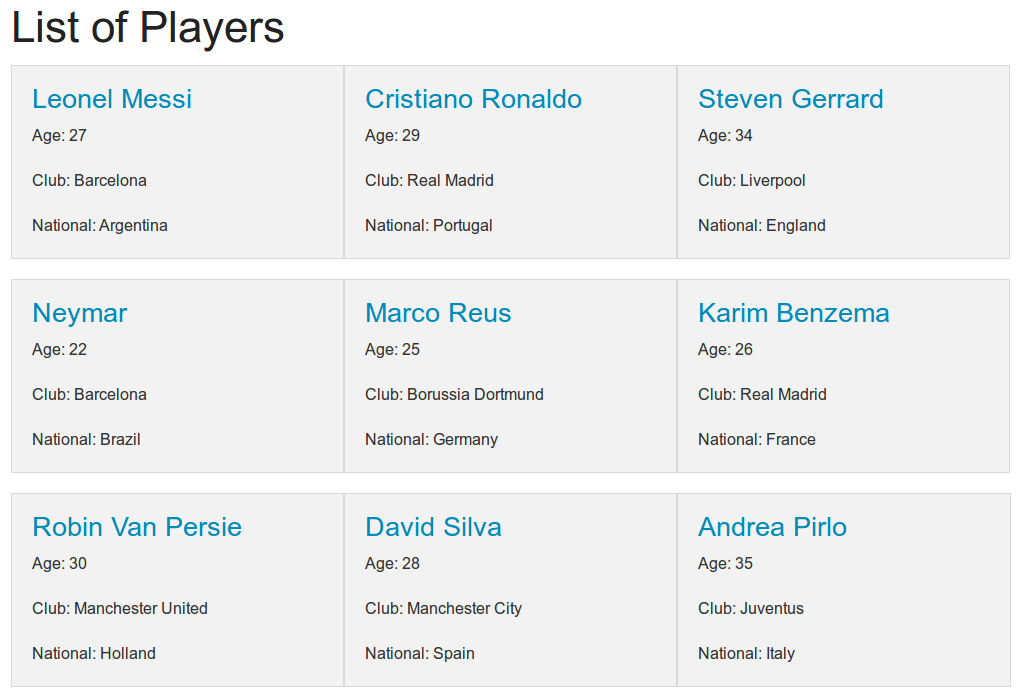 List of Players
Leonel Messi
Age: 27
Club: Barcelona
National: Argentina
Cristiano Ronaldo
Age: 29
Club: Real Madrid
National: Portugal
Steven Gerrard
Age: 34
Club: Liverpool
National: England
Neymar
Age: 22
Club: Barcelona
National: Brazil
Marco Reus
Age: 25
Club: Borussia Dortmund
National: Germany
Karim Benzema
Age: 26
Club: Real Madrid
National: France
Robin Van Persie
Age: 30
Club: Manchester United
National: Holland
David Silva
Age: 28
Club: Manchester City
National: Spain
Andrea Pirlo
Age: 35
Club: Juventus
National: Italy